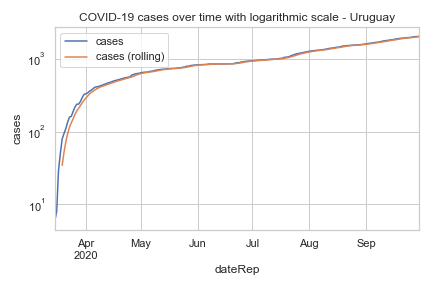 COVID-19 cases over time with logarithmic scale - Uruguay
cases
cases (rolling)
10³
10²
10¹
cases
Apr
2020
May
Jun
Jul
Aug
Sep
dateRep